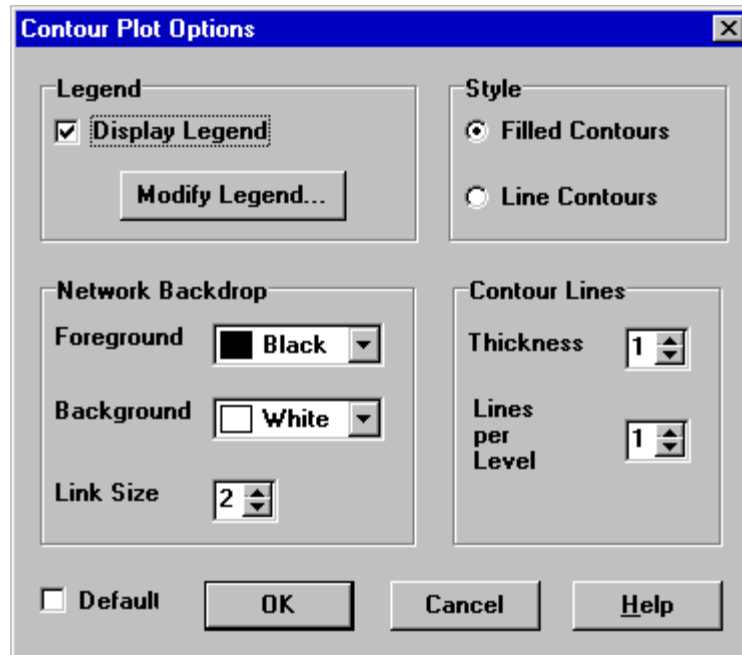 Contour Plot Options
Legend
Display Legend
Modify Legend...
Style
Filled Contours
Line Contours
Network Backdrop
Foreground Black
Background White
Link Size 2
Contour Lines
Thickness 1
Lines
per
Level 1
Default OK Cancel Help